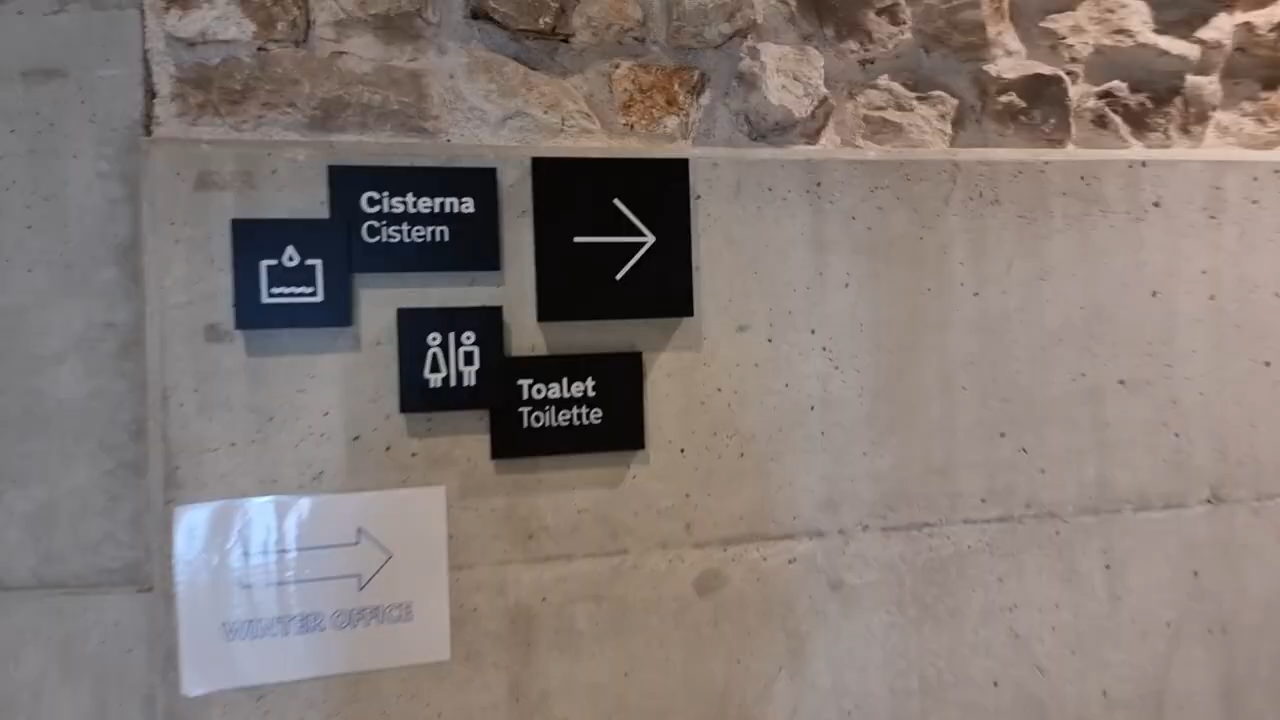 Cisterna
Cistern
Toalet
Toilette
WINTER OFFICE